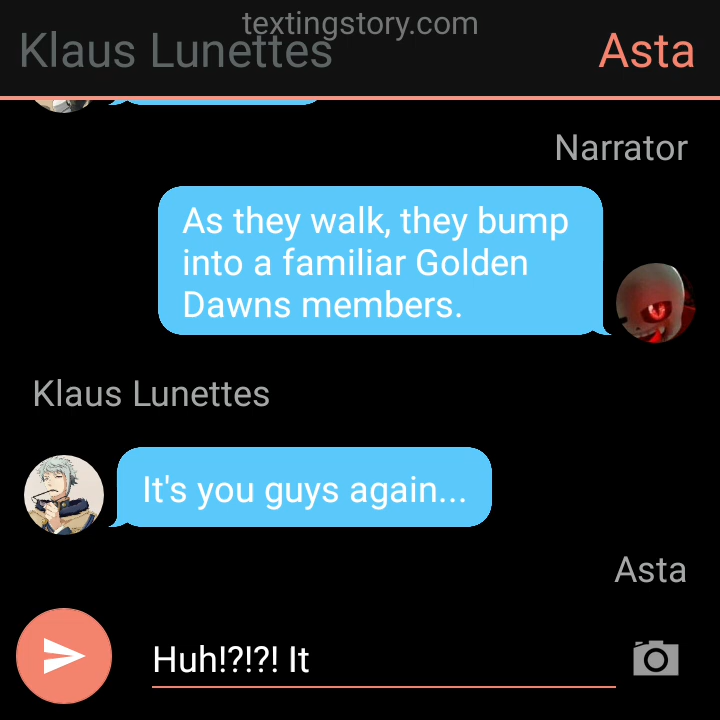 textingstory.com
Klaus Lunettes
Asta
Narrator
As they walk, they bump
into a familiar Golden
Dawns members.
Klaus Lunettes
It's you guys again...
Asta
Huh!?!?! It